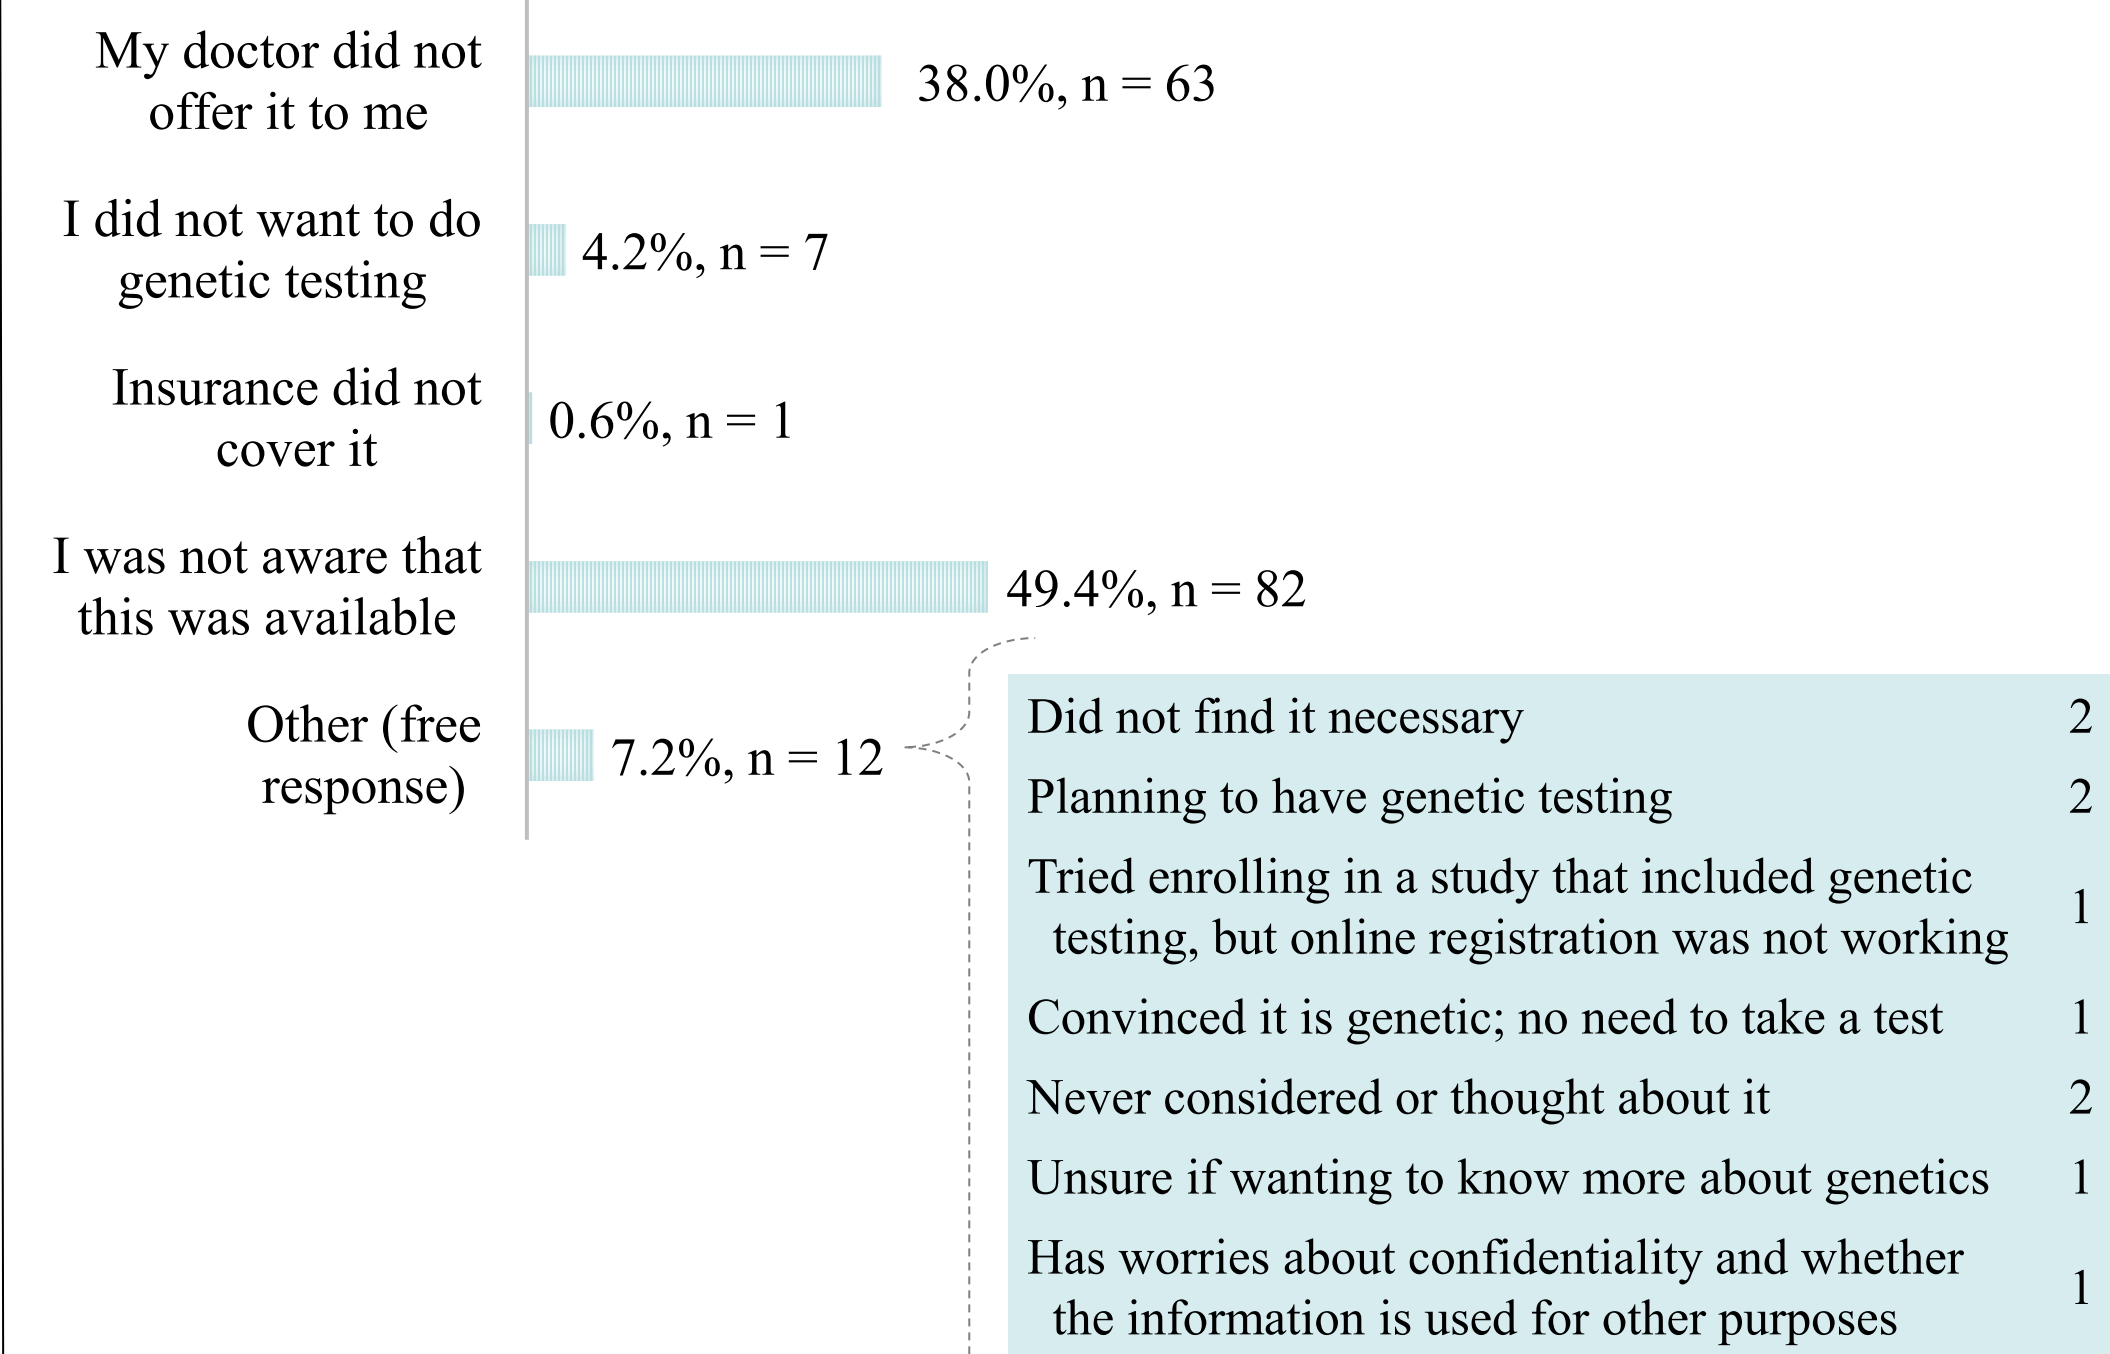 My doctor did not
offer it to me
38.0%, n = 63
I did not want to do
genetic testing
4.2%, n = 7
Insurance did not
cover it
0.6%, n = 1
I was not aware that
this was available
49.4%, n = 82
Other (free
response)
7.2%, n = 12
Did not find it necessary 2
Planning to have genetic testing 2
Tried enrolling in a study that included genetic
testing, but online registration was not working 1
Convinced it is genetic; no need to take a test 1
Never considered or thought about it 2
Unsure if wanting to know more about genetics 1
Has worries about confidentiality and whether
the information is used for other purposes 1